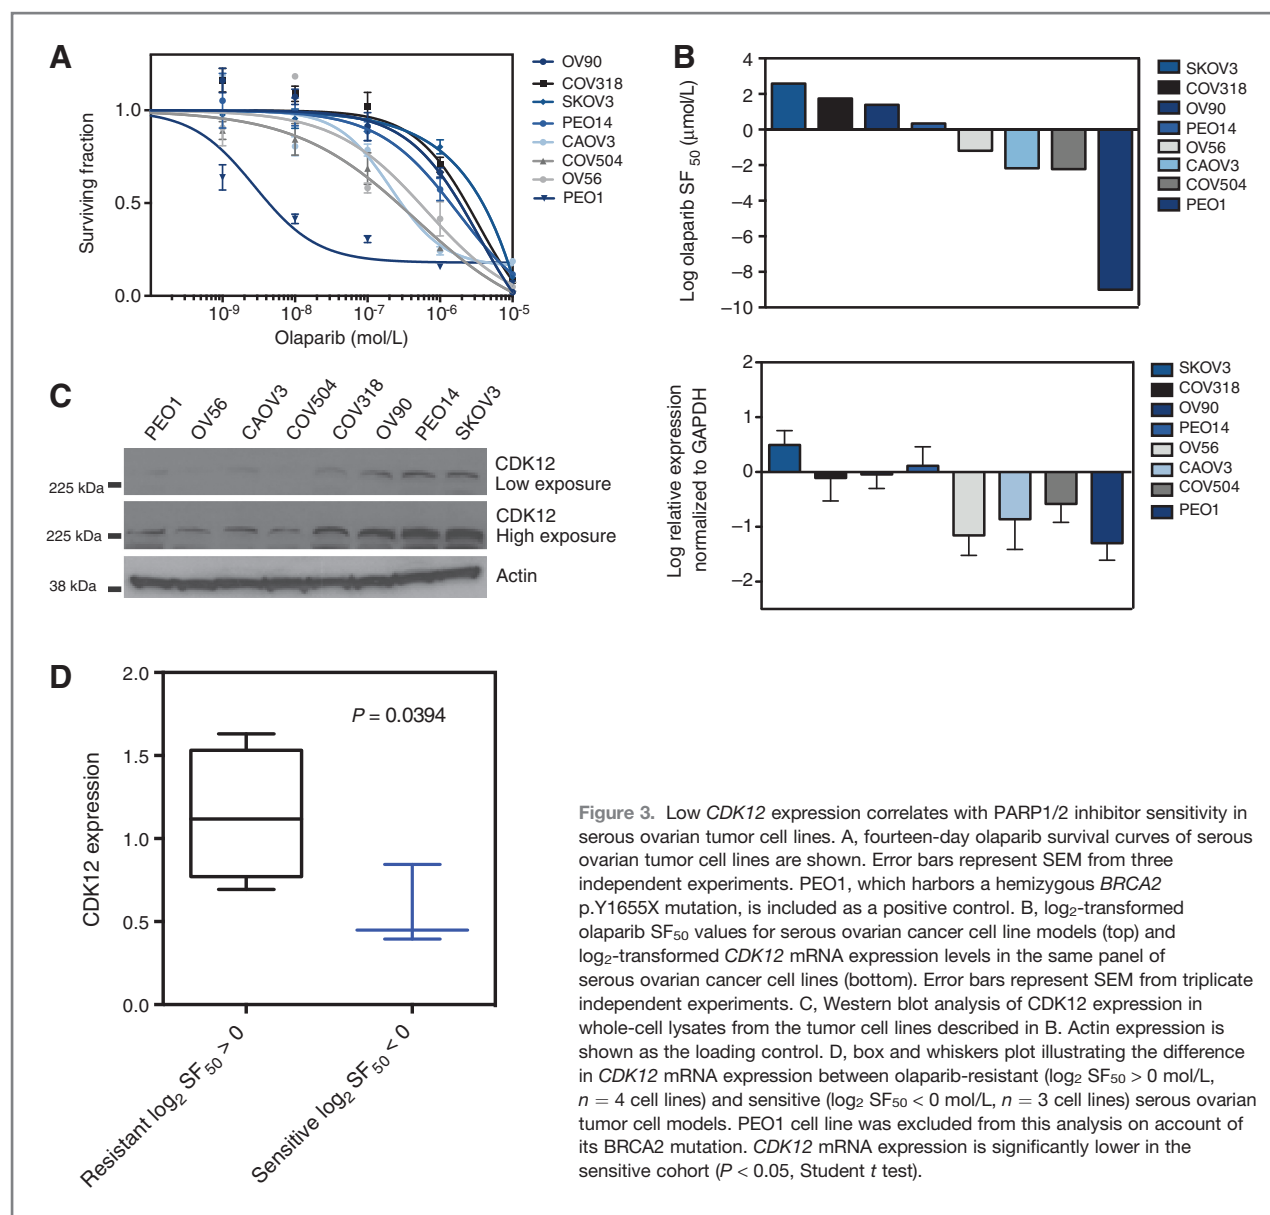 A
Surviving fraction
1.0
0.5
0.0
10-9
10-8
10-7
10-6
10-5
Olaparib (mol/L)
OV90
COV318
SKOV3
PEO14
CAOV3
COV504
OV56
PEO1
B
Log olaparib SF 50 (µmol/L)
4
2
0
−2
−4
−6
−8
−10
SKOV3
COV318
OV90
PEO14
OV56
CAOV3
COV504
PEO1
Log relative expression
normalized to GAPDH
2
1
0
−1
−2
SKOV3
COV318
OV90
PEO14
OV56
CAOV3
COV504
PEO1
C
PEO1
OV56
CAOV3
COV504
COV318
OV90
PEO14
SKOV3
225 kDa
CDK12
Low exposure
225 kDa
CDK12
High exposure
38 kDa
Actin
D
CDK12 expression
2.0
1.5
1.0
0.5
0.0
P = 0.0394
Resistant log2 SF50 > 0
Sensitive log2 SF50 < 0
Figure 3. Low CDK12 expression correlates with PARP1/2 inhibitor sensitivity in
serous ovarian tumor cell lines. A, fourteen-day olaparib survival curves of serous
ovarian tumor cell lines are shown. Error bars represent SEM from three
independent experiments. PEO1, which harbors a hemizygous BRCA2
p.Y1655X mutation, is included as a positive control. B, log2-transformed
olaparib SF50 values for serous ovarian cancer cell line models (top) and
log2-transformed CDK12 mRNA expression levels in the same panel of
serous ovarian cancer cell lines (bottom). Error bars represent SEM from triplicate
independent experiments. C, Western blot analysis of CDK12 expression in
whole-cell lysates from the tumor cell lines described in B. Actin expression is
shown as the loading control. D, box and whiskers plot illustrating the difference
in CDK12 mRNA expression between olaparib-resistant (log2 SF50 > 0 mol/L,
n = 4 cell lines) and sensitive (log2 SF50 < 0 mol/L, n = 3 cell lines) serous ovarian
tumor cell models. PEO1 cell line was excluded from this analysis on account of
its BRCA2 mutation. CDK12 mRNA expression is significantly lower in the
sensitive cohort (P < 0.05, Student t test).